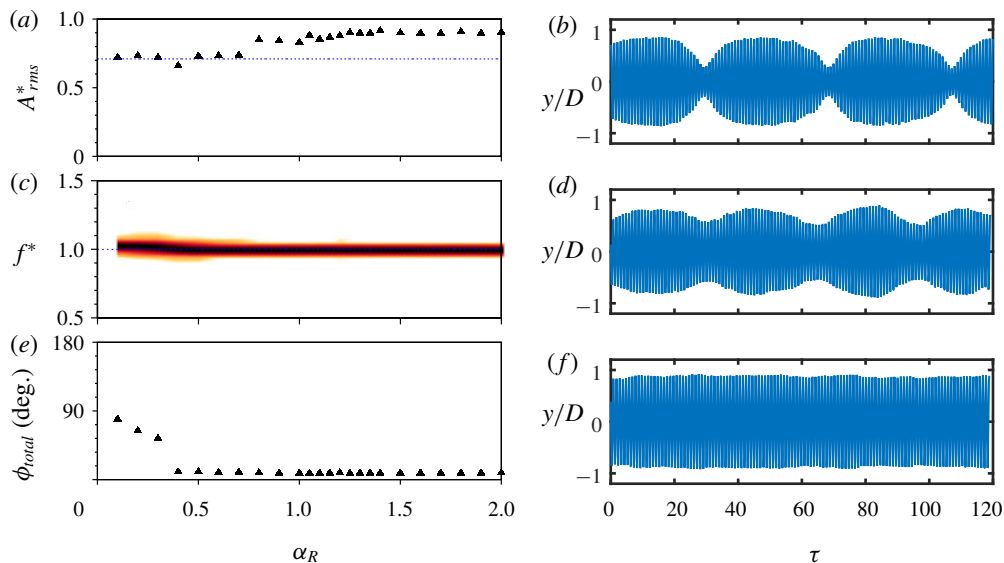 (a)
1.0
0.5
0
A*rms
(b)
1
0
−1
y/D
(c)
1.5
1.0
0.5
f*
(d)
1
0
−1
y/D
(e)
180
90
ϕtotal (deg.)
0 0.5 1.0 1.5 2.0
αR
(f)
1
0
−1
y/D
0 20 40 60 80 100 120
τ